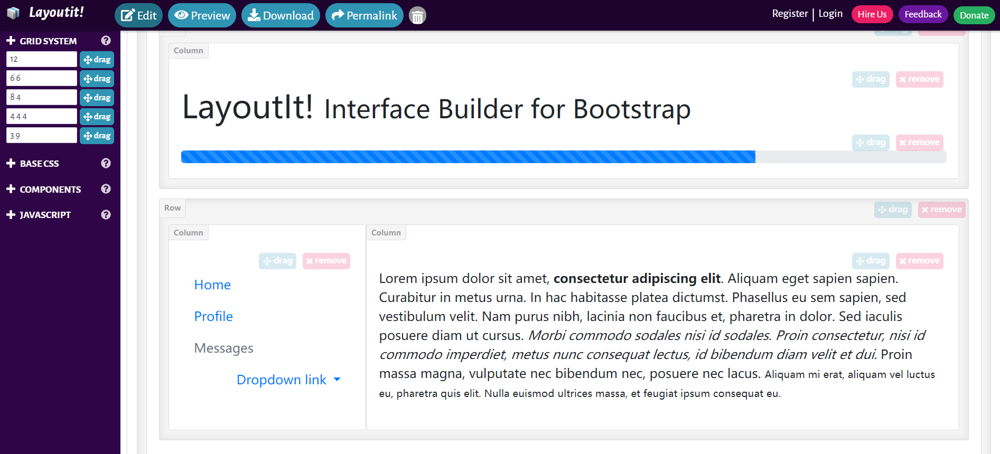 Layoutit!
Edit
Preview
Download
Permalink
Register | Login
Hire Us
Feedback
Donate
GRID SYSTEM
12
drag
6 6
drag
8 4
drag
4 4 4
drag
3 9
drag
BASE CSS
COMPONENTS
JAVASCRIPT
Column
drag
remove
LayoutIt! Interface Builder for Bootstrap
drag
remove
Row
drag
remove
Column
drag
remove
Home
Profile
Messages
Dropdown link
Column
drag
remove
Lorem ipsum dolor sit amet, consectetur adipiscing elit. Aliquam eget sapien sapien.
Curabitur in metus urna. In hac habitasse platea dictumst. Phasellus eu sem sapien, sed
vestibulum velit. Nam purus nibh, lacinia non faucibus et, pharetra in dolor. Sed iaculis
posuere diam ut cursus. Morbi commodo sodales nisi id sodales. Proin consectetur, nisi id
commodo imperdiet, metus nunc consequat lectus, id bibendum diam velit et dui. Proin
massa magna, vulputate nec bibendum nec, posuere nec lacus. Aliquam mi erat, aliquam vel luctus
eu, pharetra quis elit. Nulla euismod ultrices massa, et feugiat ipsum consequat eu.